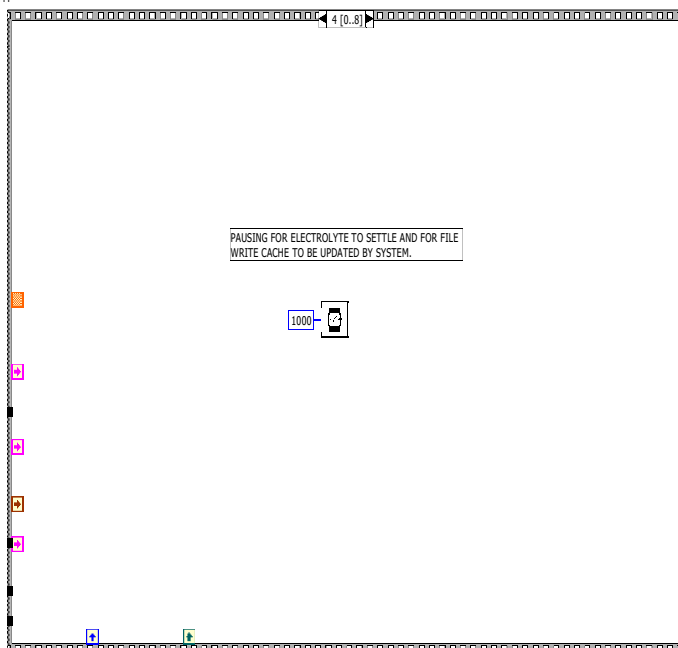 4 [0..8]
PAUSING FOR ELECTROLYTE TO SETTLE AND FOR FILE
WRITE CACHE TO BE UPDATED BY SYSTEM.
1000